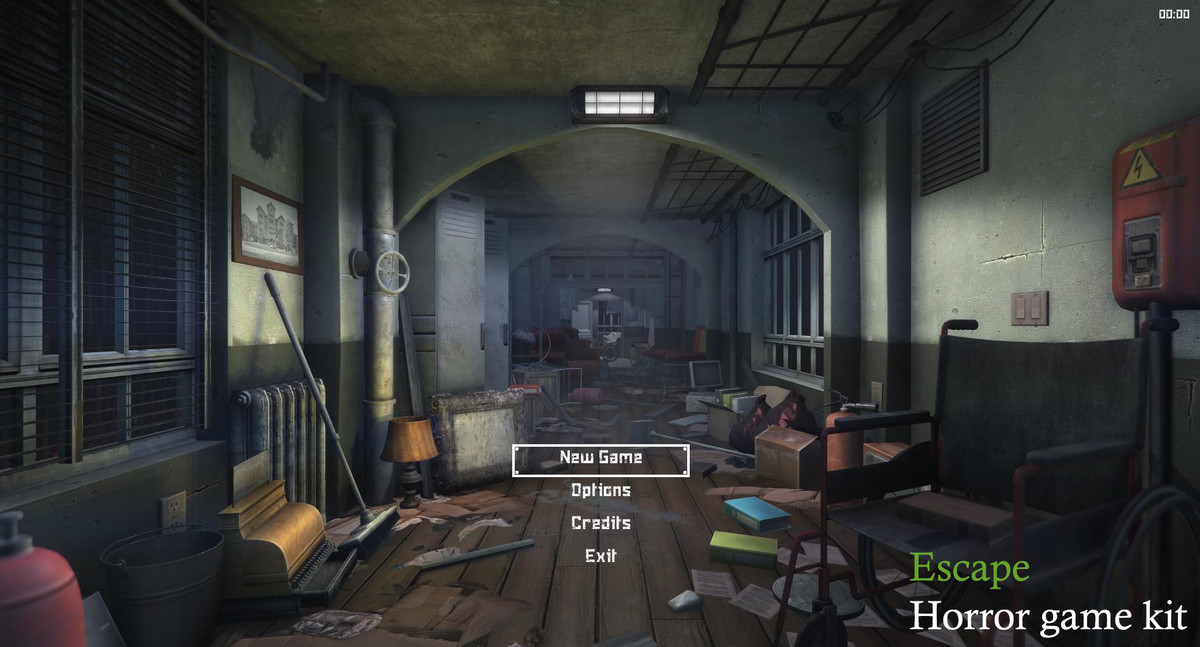 00:00
New Game
Options
Credits
Exit
Escape
Horror game kit